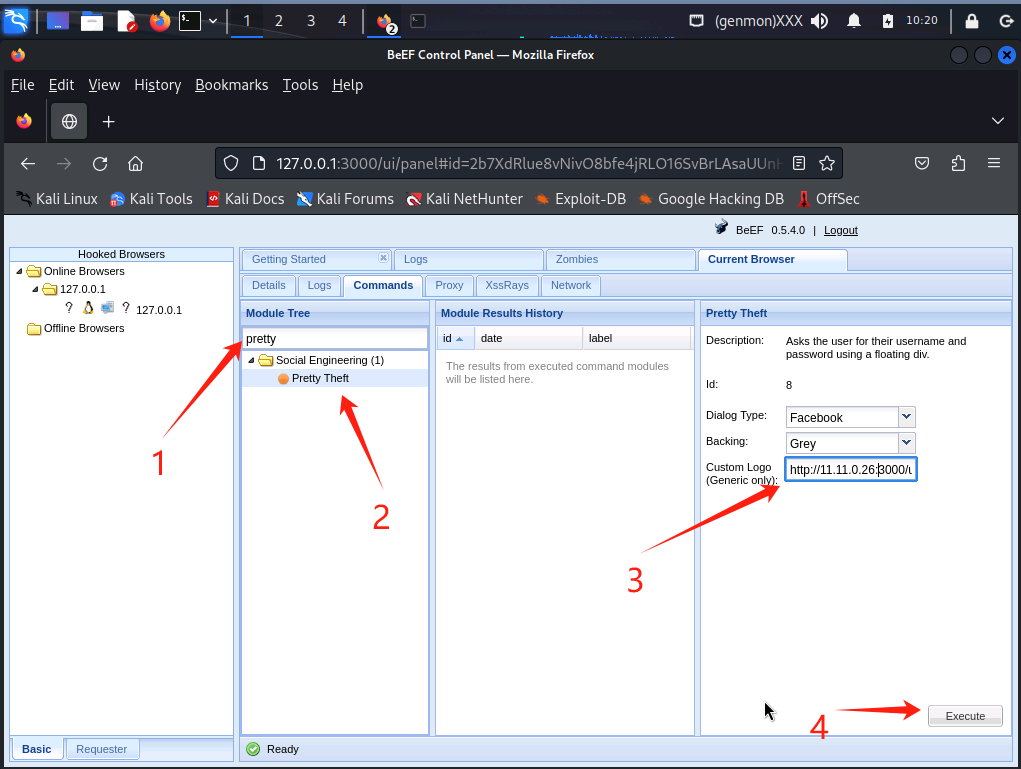 1 2 3 4 2 (genmon)XXX 10:20
BeEF Control Panel — Mozilla Firefox
File Edit View History Bookmarks Tools Help
127.0.0.1:3000/ui/panel#id=2b7XdRlue8vNivO8bfe4jRLO16SvBrLAsaUUnH
Kali Linux Kali Tools Kali Docs Kali Forums Kali NetHunter Exploit-DB Google Hacking DB OffSec
BeEF 0.5.4.0 | Logout
Hooked Browsers
Online Browsers
127.0.0.1
? ? 127.0.0.1
Offline Browsers
Basic Requester
Getting Started Logs Zombies Current Browser
Details Logs Commands Proxy XssRays Network
Module Tree
pretty
Social Engineering (1)
Pretty Theft
1
2
Module Results History
id date label
The results from executed command modules
will be listed here.
Pretty Theft
Description: Asks the user for their username and
password using a floating div.
Id: 8
Dialog Type: Facebook
Backing: Grey
Custom Logo
(Generic only): http://11.11.0.26:3000/u
3
4
Execute
Ready